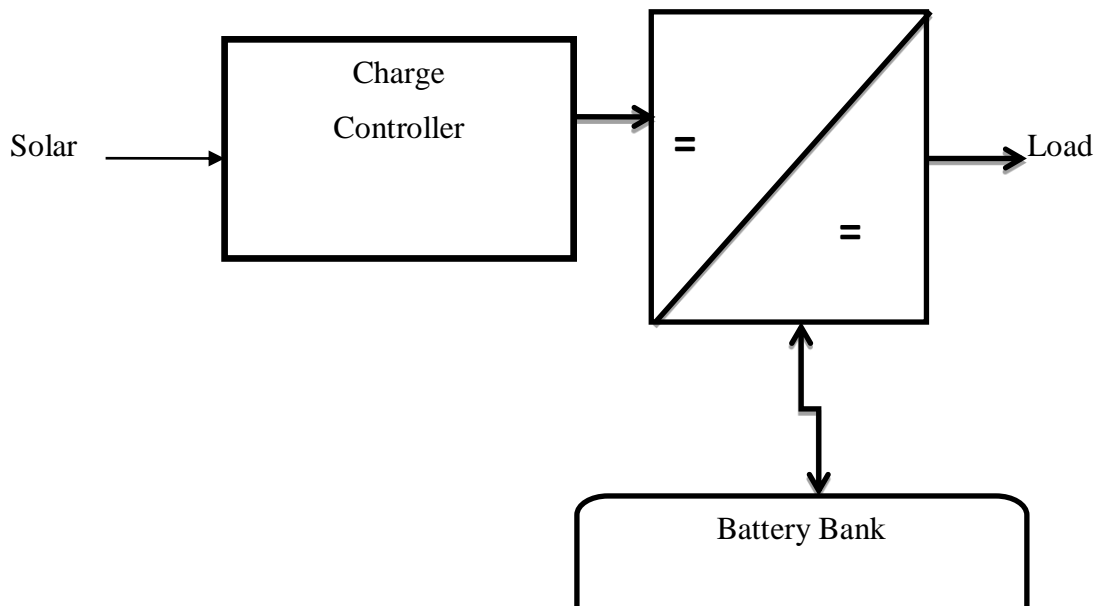 Charge
Controller
Solar
=
=
Load
Battery Bank